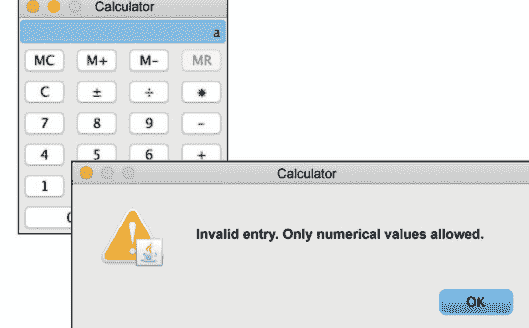 Calculator
a
MC M+ M- MR
C ± ÷ *
7 8 9 -
4 5 6 +
1
Calculator
Invalid entry. Only numerical values allowed.
OK